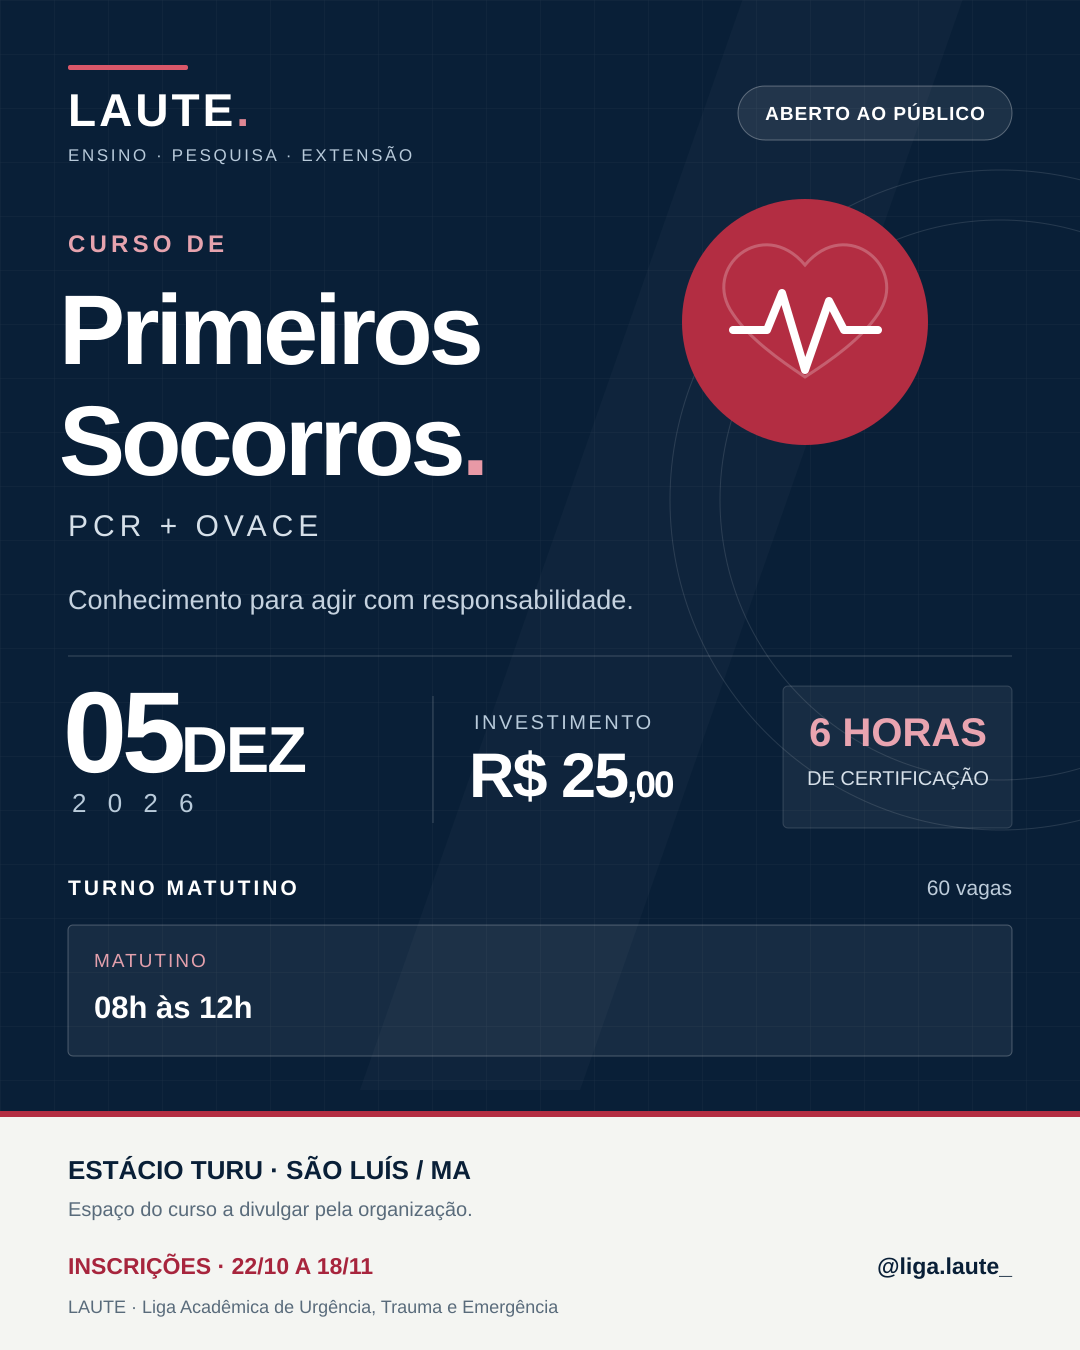 LAUTE.
ENSINO · PESQUISA · EXTENSÃO
ABERTO AO PÚBLICO
CURSO DE
Primeiros
Socorros.
PCR + OVACE
Conhecimento para agir com responsabilidade.
05DEZ
2026
INVESTIMENTO
R$ 25,00
6 HORAS
DE CERTIFICAÇÃO
TURNO MATUTINO
60 vagas
MATUTINO
08h às 12h
ESTÁCIO TURU · SÃO LUÍS / MA
Espaço do curso a divulgar pela organização.
INSCRIÇÕES · 22/10 A 18/11
@liga.laute_
LAUTE · Liga Acadêmica de Urgência, Trauma e Emergência